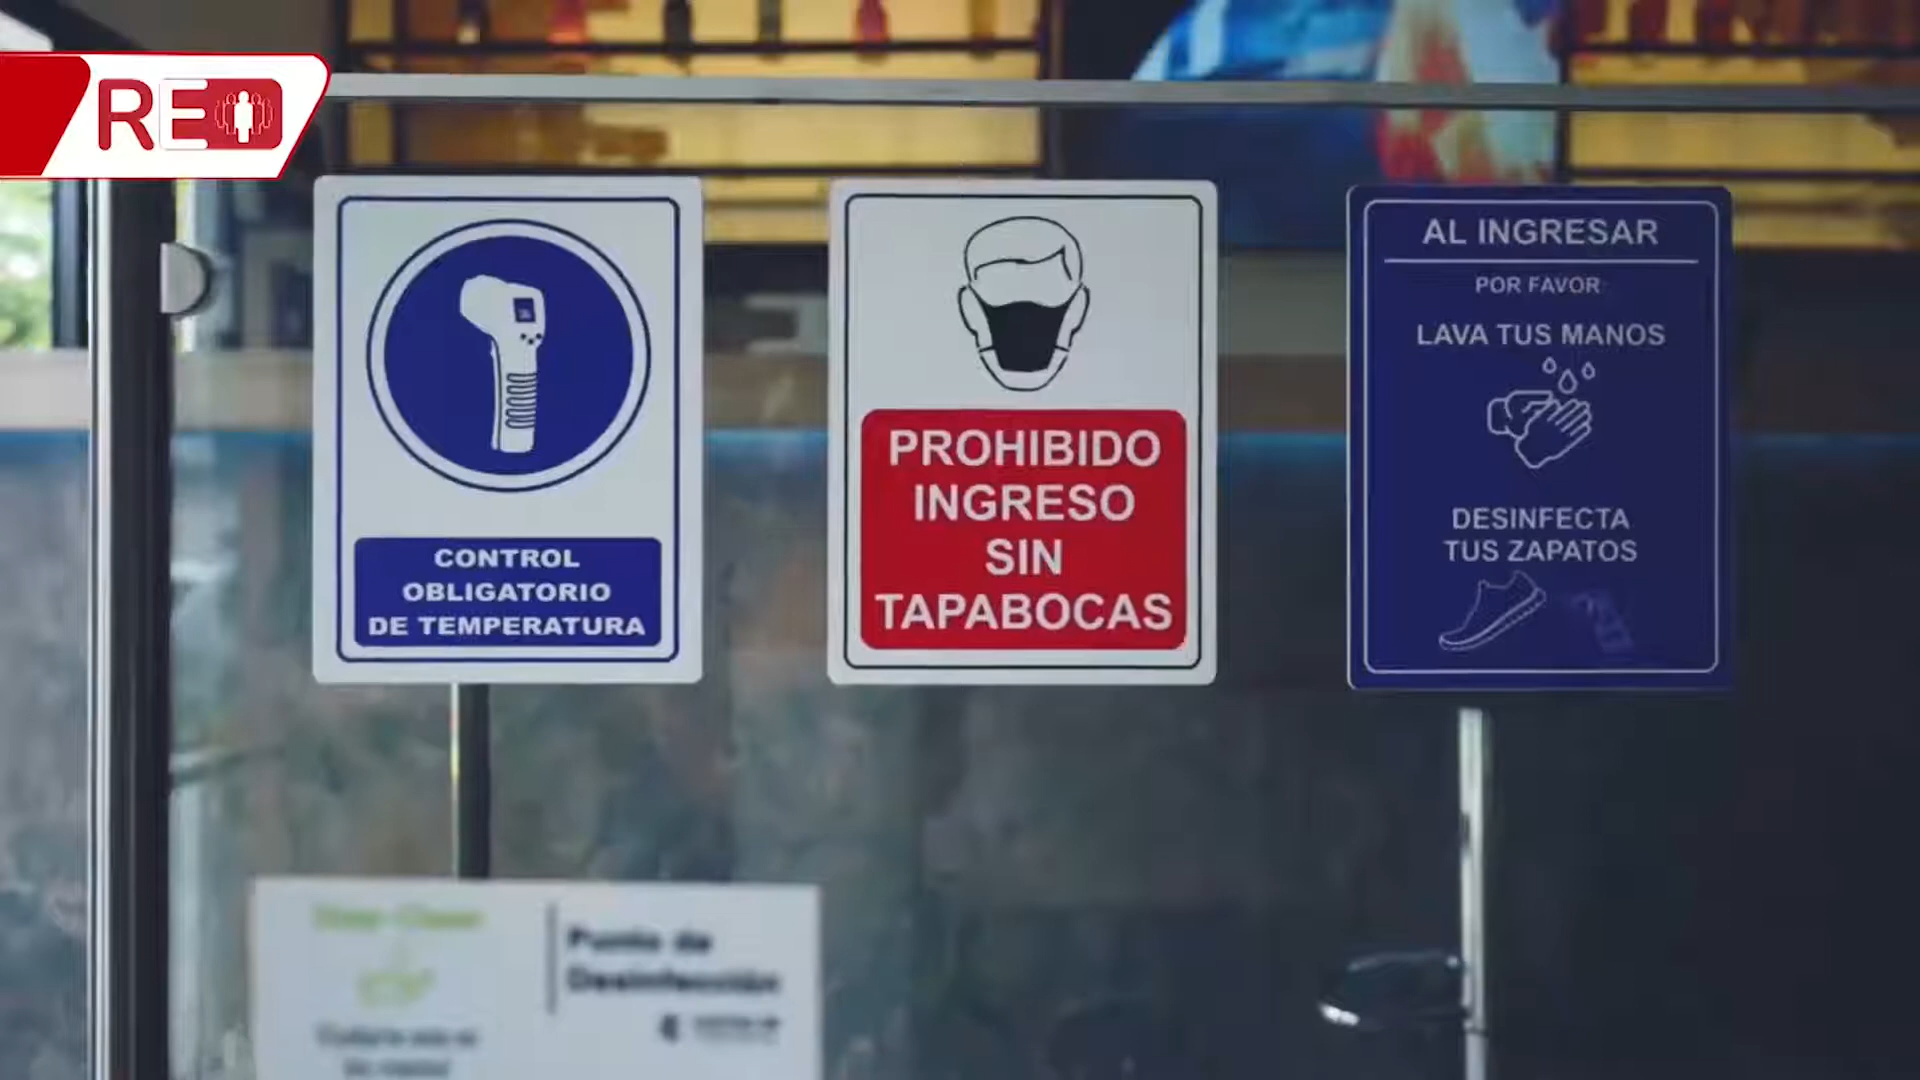 RED
CONTROL
OBLIGATORIO
DE TEMPERATURA
PROHIBIDO
INGRESO
SIN
TAPABOCAS
AL INGRESAR
POR FAVOR
LAVA TUS MANOS
DESINFECTA
TUS ZAPATOS
Punto de
Desinfección